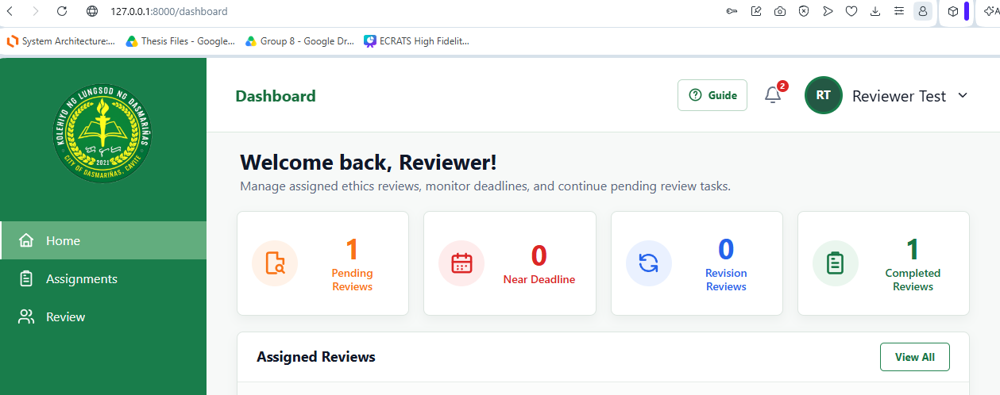 127.0.0.1:8000/dashboard
System Architecture:...
Thesis Files - Google...
Group 8 - Google Dr...
ECRATS High Fidelit...
KOLEHIYO NG LUNGSOD NG DASMARIÑAS
2021
CITY OF DASMARIÑAS, CAVITE
Home
Assignments
Review
Dashboard
Guide
2
RT
Reviewer Test
Welcome back, Reviewer!
Manage assigned ethics reviews, monitor deadlines, and continue pending review tasks.
1
Pending
Reviews
0
Near Deadline
0
Revision
Reviews
1
Completed
Reviews
Assigned Reviews
View All